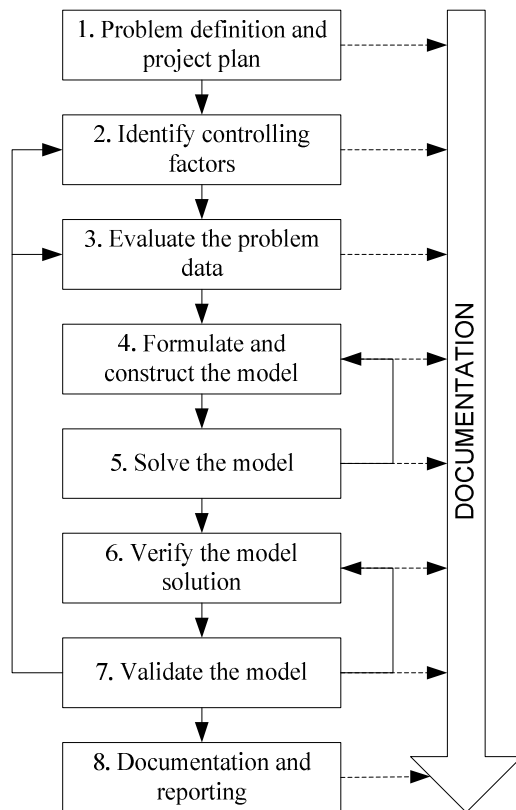 1. Problem definition and
project plan
2. Identify controlling
factors
3. Evaluate the problem
data
4. Formulate and
construct the model
5. Solve the model
6. Verify the model
solution
7. Validate the model
8. Documentation and
reporting
DOCUMENTATION